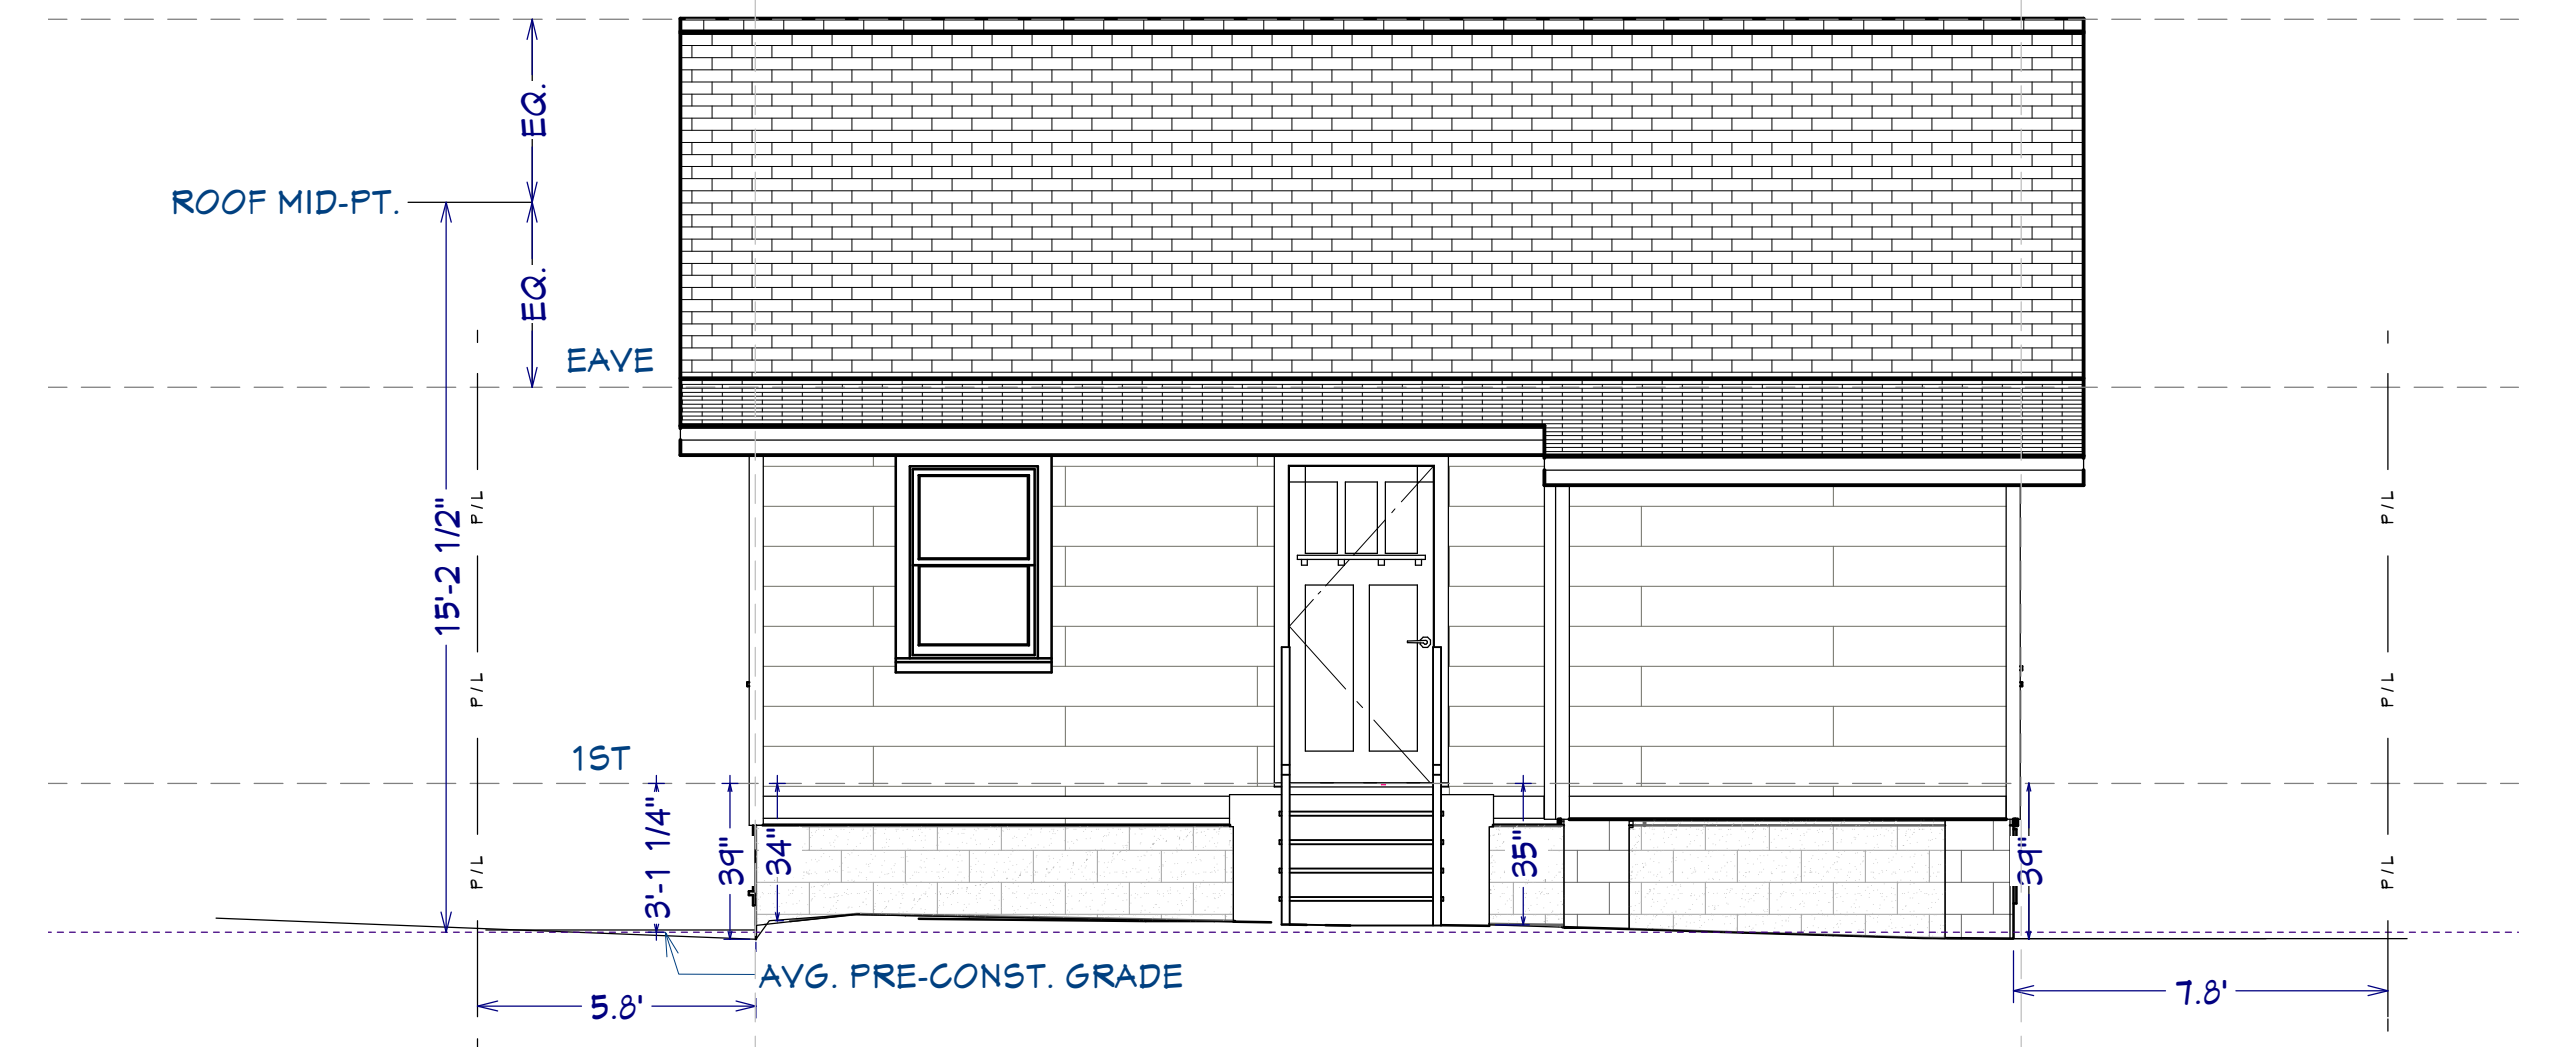 EQ.
ROOF MID-PT.
EQ.
EAVE
15'-2 1/2"
P/L
P/L
P/L
P/L
1ST
3'-1 1/4"
39"
34"
35"
39"
P/L
P/L
AVG. PRE-CONST. GRADE
5.8'
7.8'